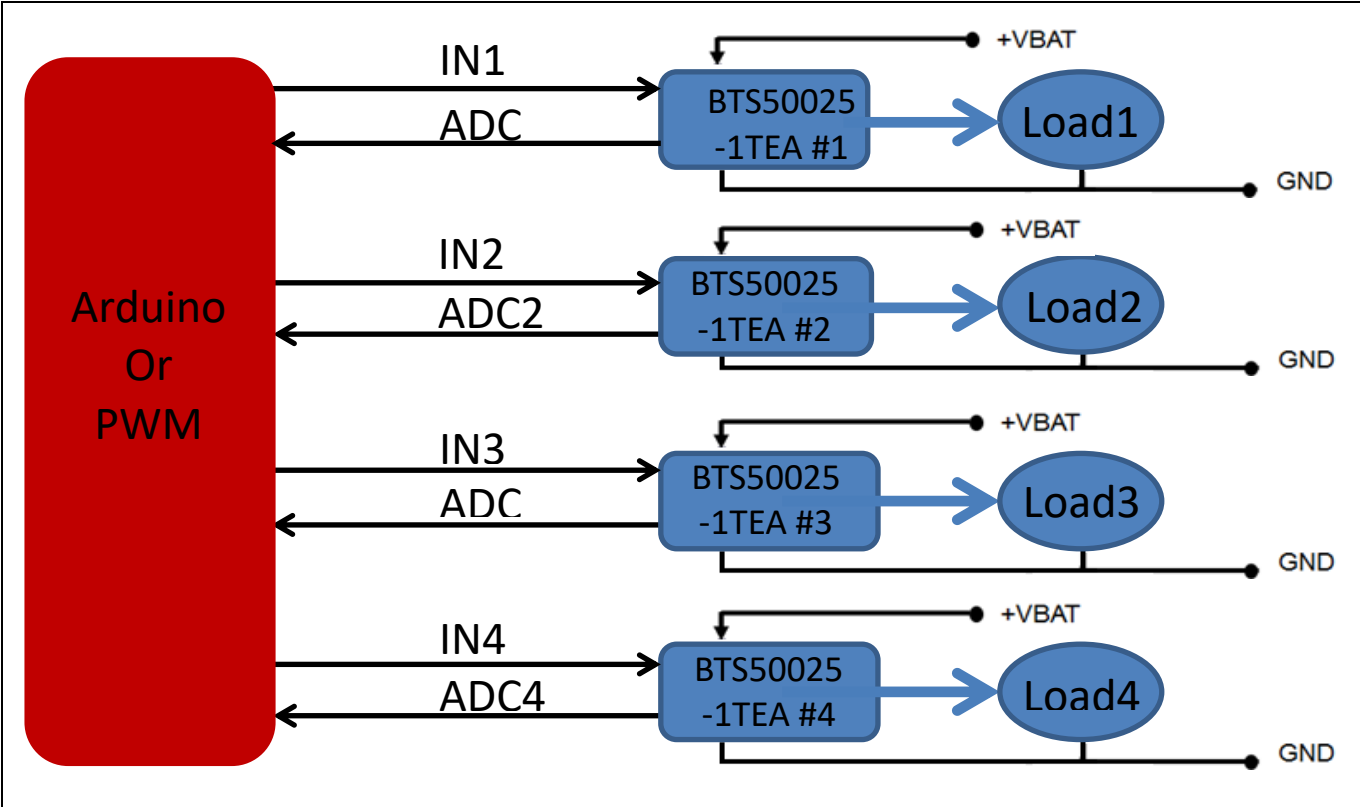 Arduino
Or
PWM
+VBAT
IN1
ADC
BTS50025
-1TEA #1
Load1
GND
+VBAT
IN2
ADC2
BTS50025
-1TEA #2
Load2
GND
+VBAT
IN3
ADC
BTS50025
-1TEA #3
Load3
GND
+VBAT
IN4
ADC4
BTS50025
-1TEA #4
Load4
GND